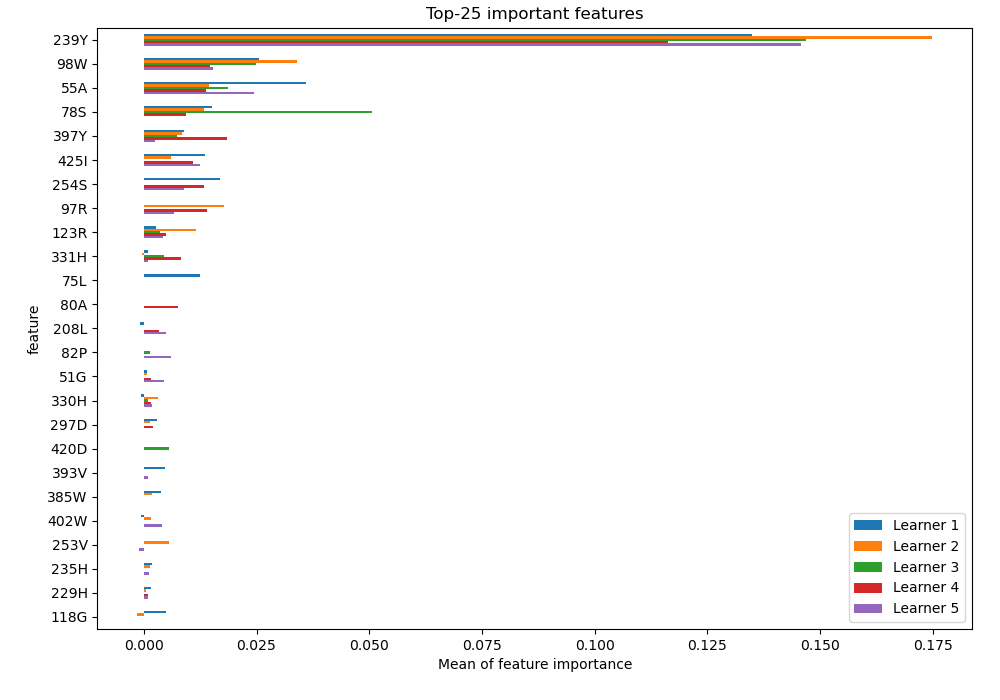 Top-25 important features
239Y
98W
55A
78S
397Y
425I
254S
97R
123R
331H
75L
80A
208L
82P
51G
330H
297D
420D
393V
385W
402W
253V
235H
229H
118G
feature
Learner 1
Learner 2
Learner 3
Learner 4
Learner 5
0.000 0.025 0.050 0.075 0.100 0.125 0.150 0.175
Mean of feature importance